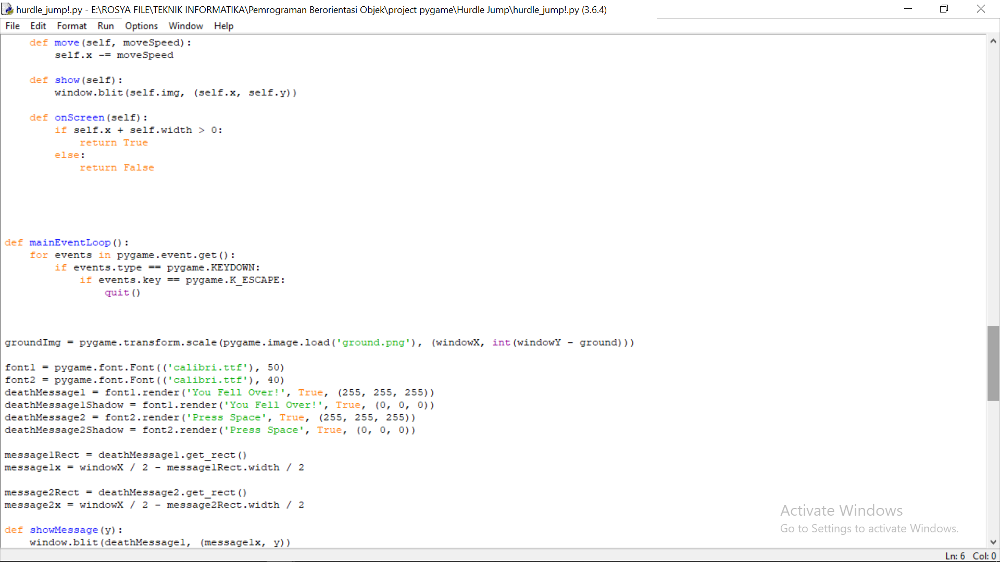 hurdle_jump!.py - E:\ROSYA FILE\TEKNIK INFORMATIKA\Pemrograman Berorientasi Objek\project pygame\Hurdle Jump\hurdle_jump!.py (3.6.4)
File Edit Format Run Options Window Help
    def move(self, moveSpeed):
        self.x -= moveSpeed

    def show(self):
        window.blit(self.img, (self.x, self.y))

    def onScreen(self):
        if self.x + self.width > 0:
            return True
        else:
            return False

def mainEventLoop():
    for events in pygame.event.get():
        if events.type == pygame.KEYDOWN:
            if events.key == pygame.K_ESCAPE:
                quit()

groundImg = pygame.transform.scale(pygame.image.load('ground.png'), (windowX, int(windowY - ground)))

font1 = pygame.font.Font(('calibri.ttf'), 50)
font2 = pygame.font.Font(('calibri.ttf'), 40)
deathMessage1 = font1.render('You Fell Over!', True, (255, 255, 255))
deathMessage1Shadow = font1.render('You Fell Over!', True, (0, 0, 0))
deathMessage2 = font2.render('Press Space', True, (255, 255, 255))
deathMessage2Shadow = font2.render('Press Space', True, (0, 0, 0))

message1Rect = deathMessage1.get_rect()
message1x = windowX / 2 - message1Rect.width / 2

message2Rect = deathMessage2.get_rect()
message2x = windowX / 2 - message2Rect.width / 2

def showMessage(y):
    window.blit(deathMessage1, (message1x, y))
Activate Windows
Go to Settings to activate Windows.
Ln: 6 Col: 0